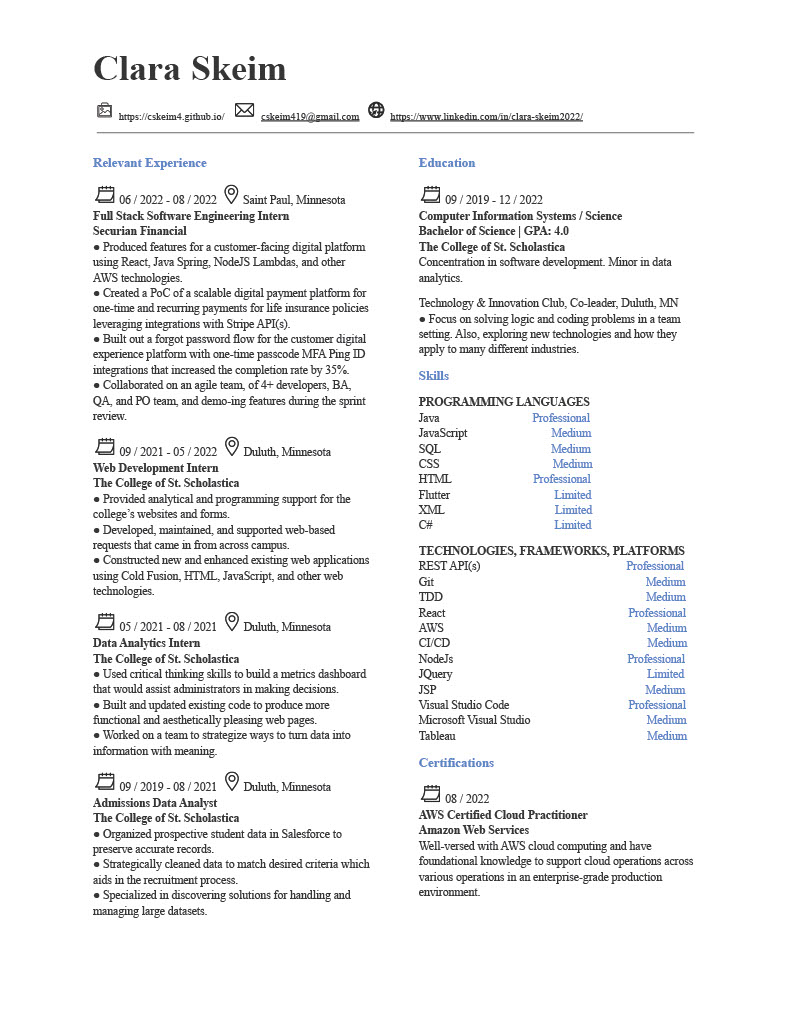 Clara Skeim
https://cskeim4.github.io/ cskeim419@gmail.com https://www.linkedin.com/in/clara-skeim2022/
Relevant Experience
06 / 2022 - 08 / 2022 Saint Paul, Minnesota
Full Stack Software Engineering Intern
Securian Financial
● Produced features for a customer-facing digital platform
using React, Java Spring, NodeJS Lambdas, and other
AWS technologies.
● Created a PoC of a scalable digital payment platform for
one-time and recurring payments for life insurance policies
leveraging integrations with Stripe API(s).
● Built out a forgot password flow for the customer digital
experience platform with one-time passcode MFA Ping ID
integrations that increased the completion rate by 35%.
● Collaborated on an agile team, of 4+ developers, BA,
QA, and PO team, and demo-ing features during the sprint
review.
09 / 2021 - 05 / 2022 Duluth, Minnesota
Web Development Intern
The College of St. Scholastica
● Provided analytical and programming support for the
college’s websites and forms.
● Developed, maintained, and supported web-based
requests that came in from across campus.
● Constructed new and enhanced existing web applications
using Cold Fusion, HTML, JavaScript, and other web
technologies.
05 / 2021 - 08 / 2021 Duluth, Minnesota
Data Analytics Intern
The College of St. Scholastica
● Used critical thinking skills to build a metrics dashboard
that would assist administrators in making decisions.
● Built and updated existing code to produce more
functional and aesthetically pleasing web pages.
● Worked on a team to strategize ways to turn data into
information with meaning.
09 / 2019 - 08 / 2021 Duluth, Minnesota
Admissions Data Analyst
The College of St. Scholastica
● Organized prospective student data in Salesforce to
preserve accurate records.
● Strategically cleaned data to match desired criteria which
aids in the recruitment process.
● Specialized in discovering solutions for handling and
managing large datasets.
Education
09 / 2019 - 12 / 2022
Computer Information Systems / Science
Bachelor of Science | GPA: 4.0
The College of St. Scholastica
Concentration in software development. Minor in data
analytics.
Technology & Innovation Club, Co-leader, Duluth, MN
● Focus on solving logic and coding problems in a team
setting. Also, exploring new technologies and how they
apply to many different industries.
Skills
PROGRAMMING LANGUAGES
Java Professional
JavaScript Medium
SQL Medium
CSS Medium
HTML Professional
Flutter Limited
XML Limited
C# Limited
TECHNOLOGIES, FRAMEWORKS, PLATFORMS
REST API(s) Professional
Git Medium
TDD Medium
React Professional
AWS Medium
CI/CD Medium
NodeJs Professional
JQuery Limited
JSP Medium
Visual Studio Code Professional
Microsoft Visual Studio Medium
Tableau Medium
Certifications
08 / 2022
AWS Certified Cloud Practitioner
Amazon Web Services
Well-versed with AWS cloud computing and have
foundational knowledge to support cloud operations across
various operations in an enterprise-grade production
environment.